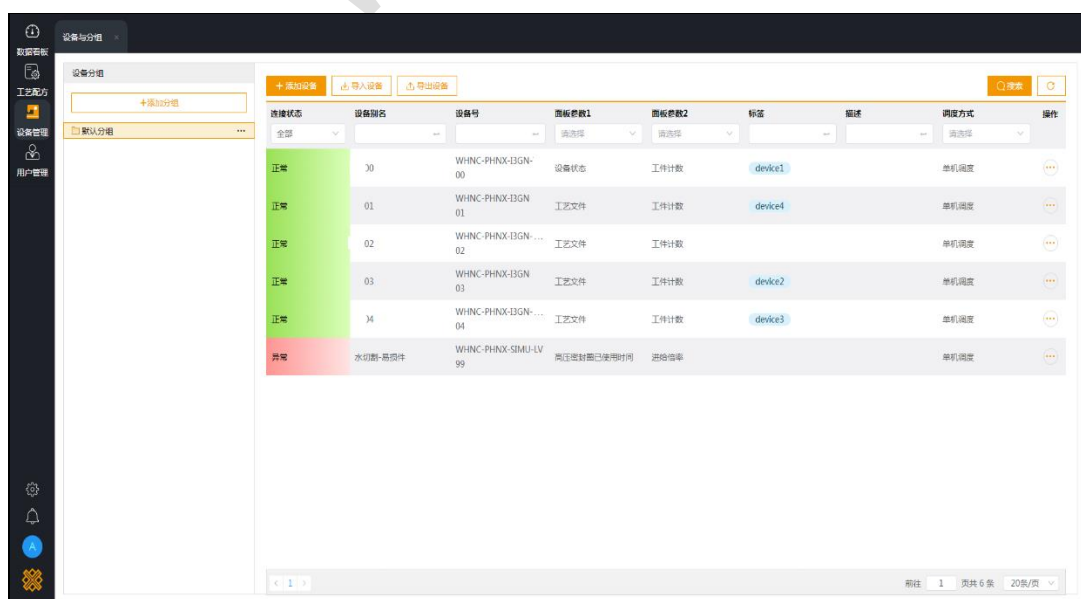 设备与分组 ×
数据看板
工艺配方
设备管理
用户管理
A
设备分组
+添加分组
默认分组 ···
+ 添加设备 导入设备 导出设备 搜索
连接状态 设备别名 设备号 面板参数1 面板参数2 标签 描述 调度方式 操作
全部 请选择 请选择 请选择
正常 WHNC-PHNX-I3GN-00 设备状态 工件计数 device1 单机调度 ···
正常 01 WHNC-PHNX-I3GN 01 工艺文件 工件计数 device4 单机调度 ···
正常 02 WHNC-PHNX-I3GN-... 02 工艺文件 工件计数 单机调度 ···
正常 03 WHNC-PHNX-I3GN 03 工艺文件 工件计数 device2 单机调度 ···
正常 WHNC-PHNX-I3GN-... 04 工艺文件 工件计数 device3 单机调度 ···
异常 水切割-易损件 WHNC-PHNX-SIMU-LV 99 高压密封圈已使用时间 进给倍率 单机调度 ···
< 1 > 前往 1 页共 6 条 20条/页